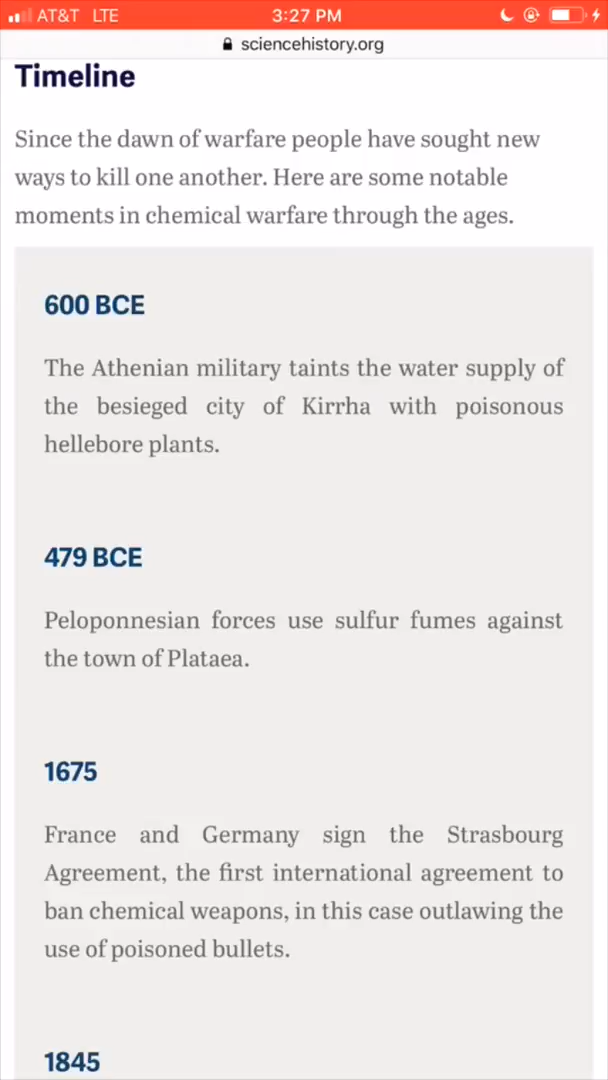 AT&T LTE 3:27 PM
sciencehistory.org
Timeline
Since the dawn of warfare people have sought new
ways to kill one another. Here are some notable
moments in chemical warfare through the ages.
600 BCE
The Athenian military taints the water supply of
the besieged city of Kirrha with poisonous
hellebore plants.
479 BCE
Peloponnesian forces use sulfur fumes against
the town of Plataea.
1675
France and Germany sign the Strasbourg
Agreement, the first international agreement to
ban chemical weapons, in this case outlawing the
use of poisoned bullets.
1845